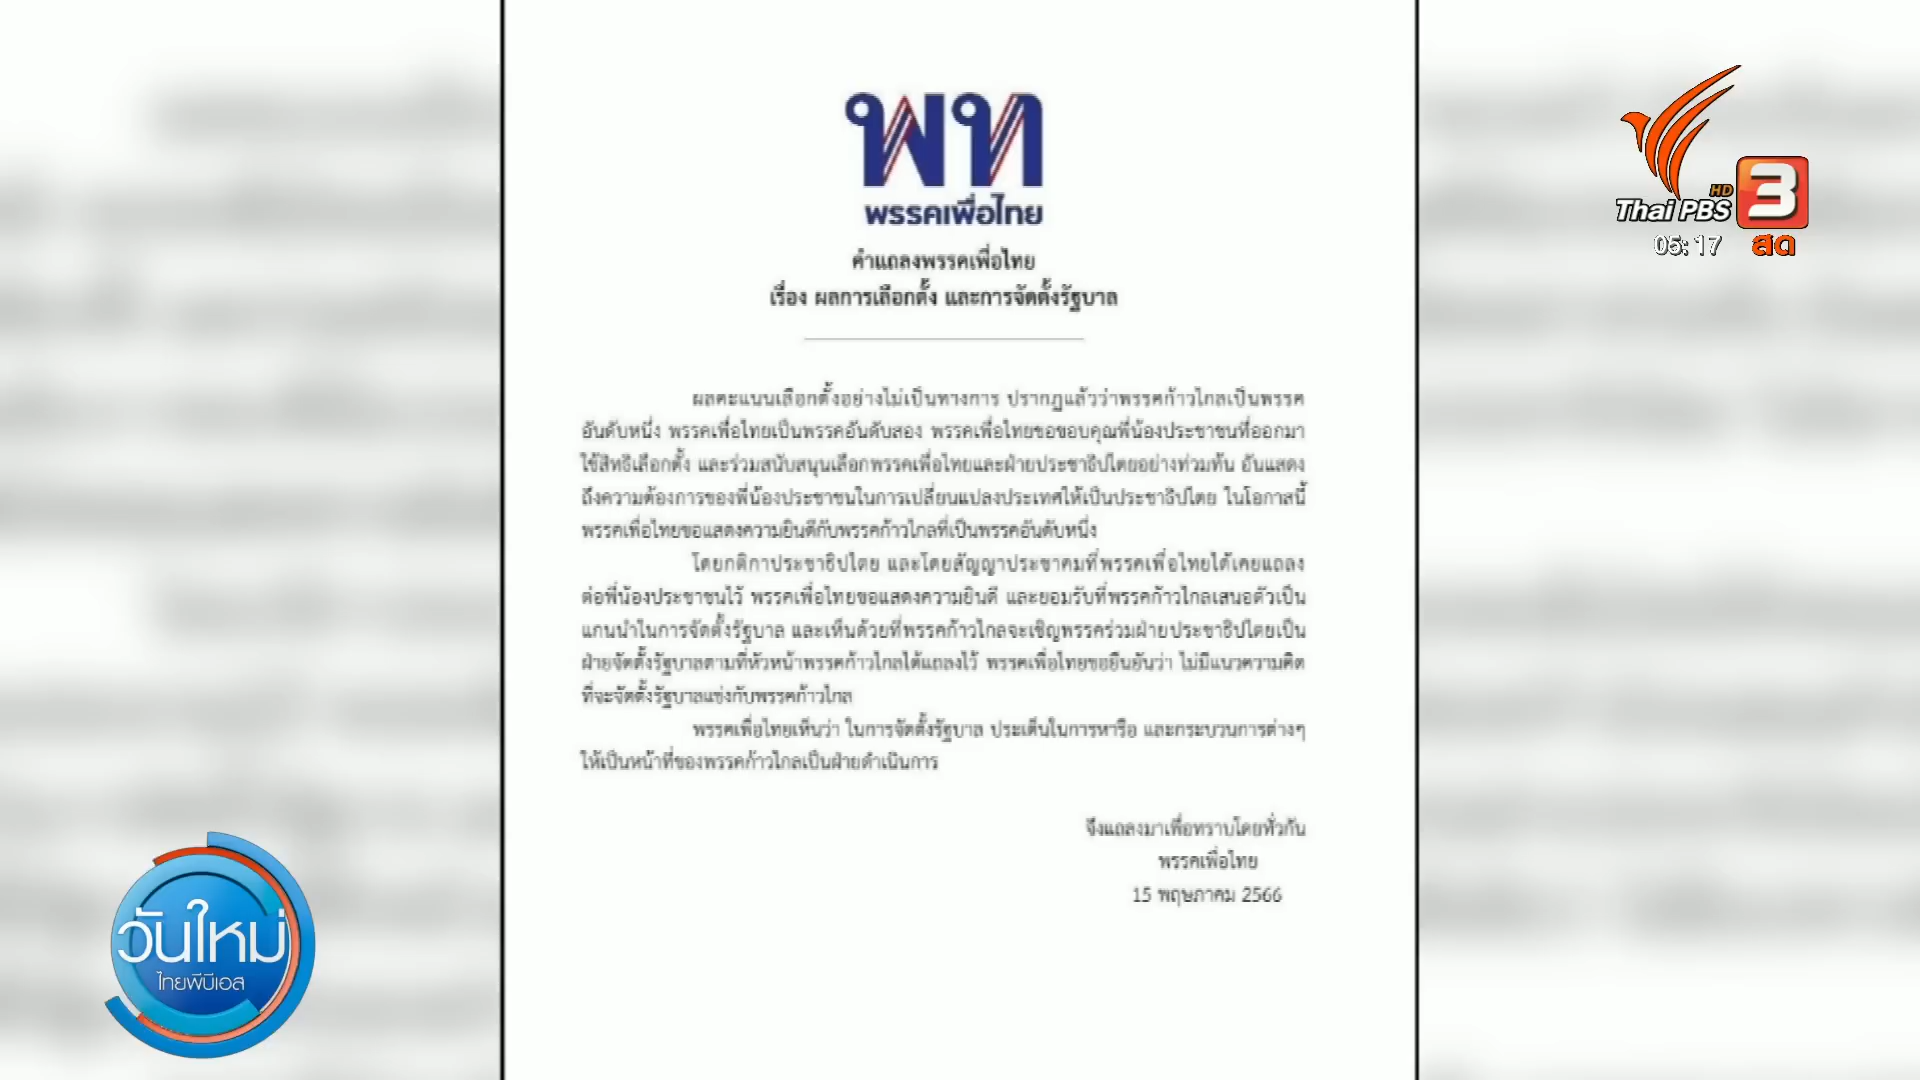 พท
พรรคเพื่อไทย
คำแถลงพรรคเพื่อไทย
เรื่อง ผลการเลือกตั้ง และการจัดตั้งรัฐบาล
ผลคะแนนเลือกตั้งอย่างไม่เป็นทางการ ปรากฏแล้วว่าพรรคก้าวไกลเป็นพรรค
อันดับหนึ่ง พรรคเพื่อไทยเป็นพรรคอันดับสอง พรรคเพื่อไทยขอขอบคุณพี่น้องประชาชนที่ออกมา
ใช้สิทธิเลือกตั้ง และร่วมสนับสนุนเลือกพรรคเพื่อไทยและฝ่ายประชาธิปไตยอย่างท่วมท้น อันแสดง
ถึงความต้องการของพี่น้องประชาชนในการเปลี่ยนแปลงประเทศให้เป็นประชาธิปไตย ในโอกาสนี้
พรรคเพื่อไทยขอแสดงความยินดีกับพรรคก้าวไกลที่เป็นพรรคอันดับหนึ่ง
โดยกติกาประชาธิปไตย และโดยสัญญาประชาคมที่พรรคเพื่อไทยได้เคยแถลง
ต่อพี่น้องประชาชนไว้ พรรคเพื่อไทยขอแสดงความยินดี และยอมรับที่พรรคก้าวไกลเสนอตัวเป็น
แกนนำในการจัดตั้งรัฐบาล และเห็นด้วยที่พรรคก้าวไกลจะเชิญพรรคร่วมฝ่ายประชาธิปไตยเป็น
ฝ่ายจัดตั้งรัฐบาลตามที่หัวหน้าพรรคก้าวไกลได้แถลงไว้ พรรคเพื่อไทยขอยืนยันว่า ไม่มีแนวความคิด
ที่จะจัดตั้งรัฐบาลแข่งกับพรรคก้าวไกล
พรรคเพื่อไทยเห็นว่า ในการจัดตั้งรัฐบาล ประเด็นในการหารือ และกระบวนการต่างๆ
ให้เป็นหน้าที่ของพรรคก้าวไกลเป็นฝ่ายดำเนินการ
จึงแถลงมาเพื่อทราบโดยทั่วกัน
พรรคเพื่อไทย
15 พฤษภาคม 2566
Thai PBS HD 3
05:17 สด
วันใหม่
ไทยพีบีเอส